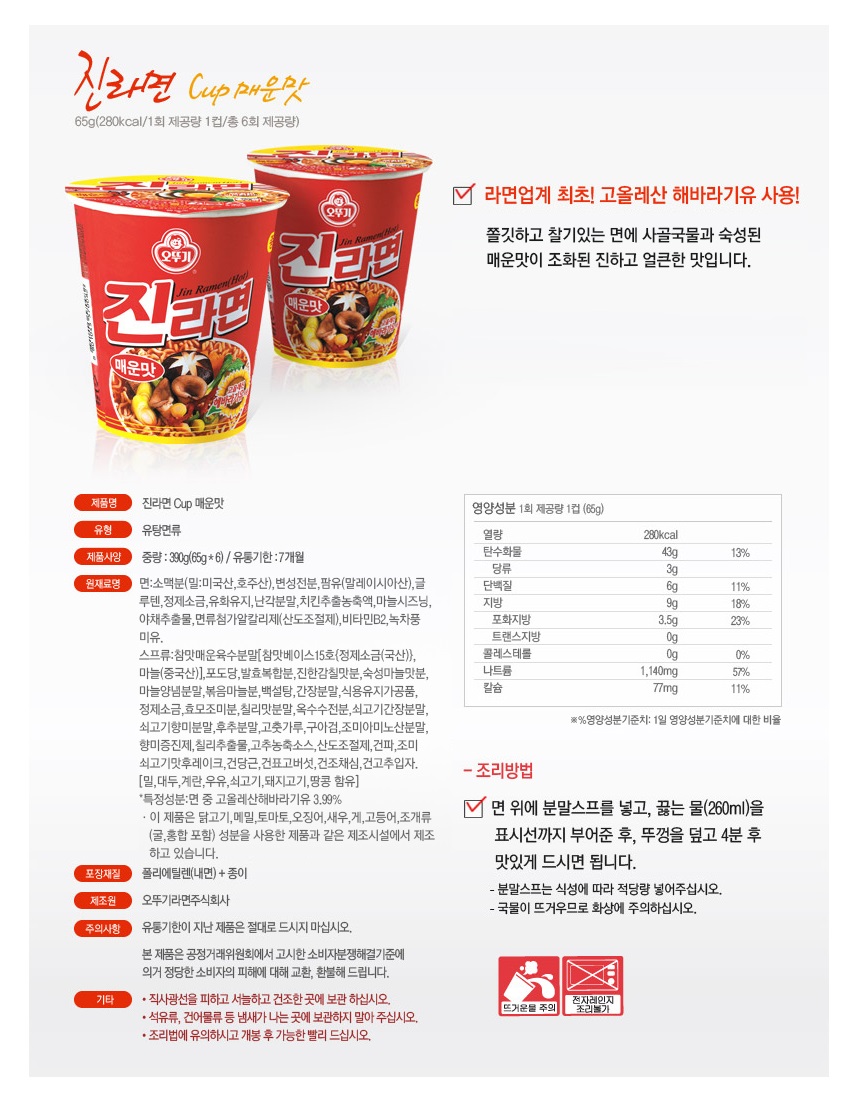 진라면 Cup 매운맛
65g(280kcal/1회 제공량 1컵/총 6회 제공량)
오뚜기
Jin Ramen(Hot)
진라면
매운맛
오뚜기
Jin Ramen(Hot)
진라면
매운맛
라면업계 최초! 고올레산 해바라기유 사용!
쫄깃하고 찰기있는 면에 사골국물과 숙성된
매운맛이 조화된 진하고 얼큰한 맛입니다.
제품명 진라면 Cup 매운맛
유형 유탕면류
제품사양 중량 : 390g(65g * 6) / 유통기한 : 7개월
원재료명 면:소맥분(밀:미국산,호주산),변성전분,팜유(말레이시아산),글
루텐,정제소금,유화유지,난각분말,치킨추출농축액,마늘시즈닝,
야채추출물,면류첨가알칼리제(산도조절제),비타민B2,녹차풍
미유.
스프류:참맛매운육수분말[참맛베이스15호{정제소금(국산)},
마늘(중국산)],포도당,발효복합분,진한감칠맛분,숙성마늘맛분,
마늘양념분말,볶음마늘분,백설탕,간장분말,식용유지가공품,
정제소금,효모조미분,칠리맛분말,옥수수전분,쇠고기간장분말,
쇠고기향미분말,후추분말,고춧가루,구아검,조미아미노산분말,
향미증진제,칠리추출물,고추농축소스,산도조절제,건파,조미
쇠고기맛후레이크,건당근,건표고버섯,건조채심,건고추입자.
[밀,대두,계란,우유,쇠고기,돼지고기,땅콩 함유]
*특정성분:면 중 고올레산해바라기유 3.99%
· 이 제품은 닭고기,메밀,토마토,오징어,새우,게,고등어,조개류
(굴,홍합 포함) 성분을 사용한 제품과 같은 제조시설에서 제조
하고 있습니다.
포장재질 폴리에틸렌(내면) + 종이
제조원 오뚜기라면주식회사
주의사항 유통기한이 지난 제품은 절대로 드시지 마십시오.
본 제품은 공정거래위원회에서 고시한 소비자분쟁해결기준에
의거 정당한 소비자의 피해에 대해 교환, 환불해 드립니다.
기타 • 직사광선을 피하고 서늘하고 건조한 곳에 보관 하십시오.
• 석유류, 건어물류 등 냄새가 나는 곳에 보관하지 말아 주십시오.
• 조리법에 유의하시고 개봉 후 가능한 빨리 드십시오.
영양성분 1회 제공량 1컵 (65g)
열량 280kcal
탄수화물 43g 13%
당류 3g
단백질 6g 11%
지방 9g 18%
포화지방 3.5g 23%
트랜스지방 0g
콜레스테롤 0g 0%
나트륨 1,140mg 57%
칼슘 77mg 11%
※%영양성분기준치: 1일 영양성분기준치에 대한 비율
- 조리방법
면 위에 분말스프를 넣고, 끓는 물(260ml)을
표시선까지 부어준 후, 뚜껑을 덮고 4분 후
맛있게 드시면 됩니다.
- 분말스프는 식성에 따라 적당량 넣어주십시오.
- 국물이 뜨거우므로 화상에 주의하십시오.
뜨거운물 주의
전자레인지
조리불가